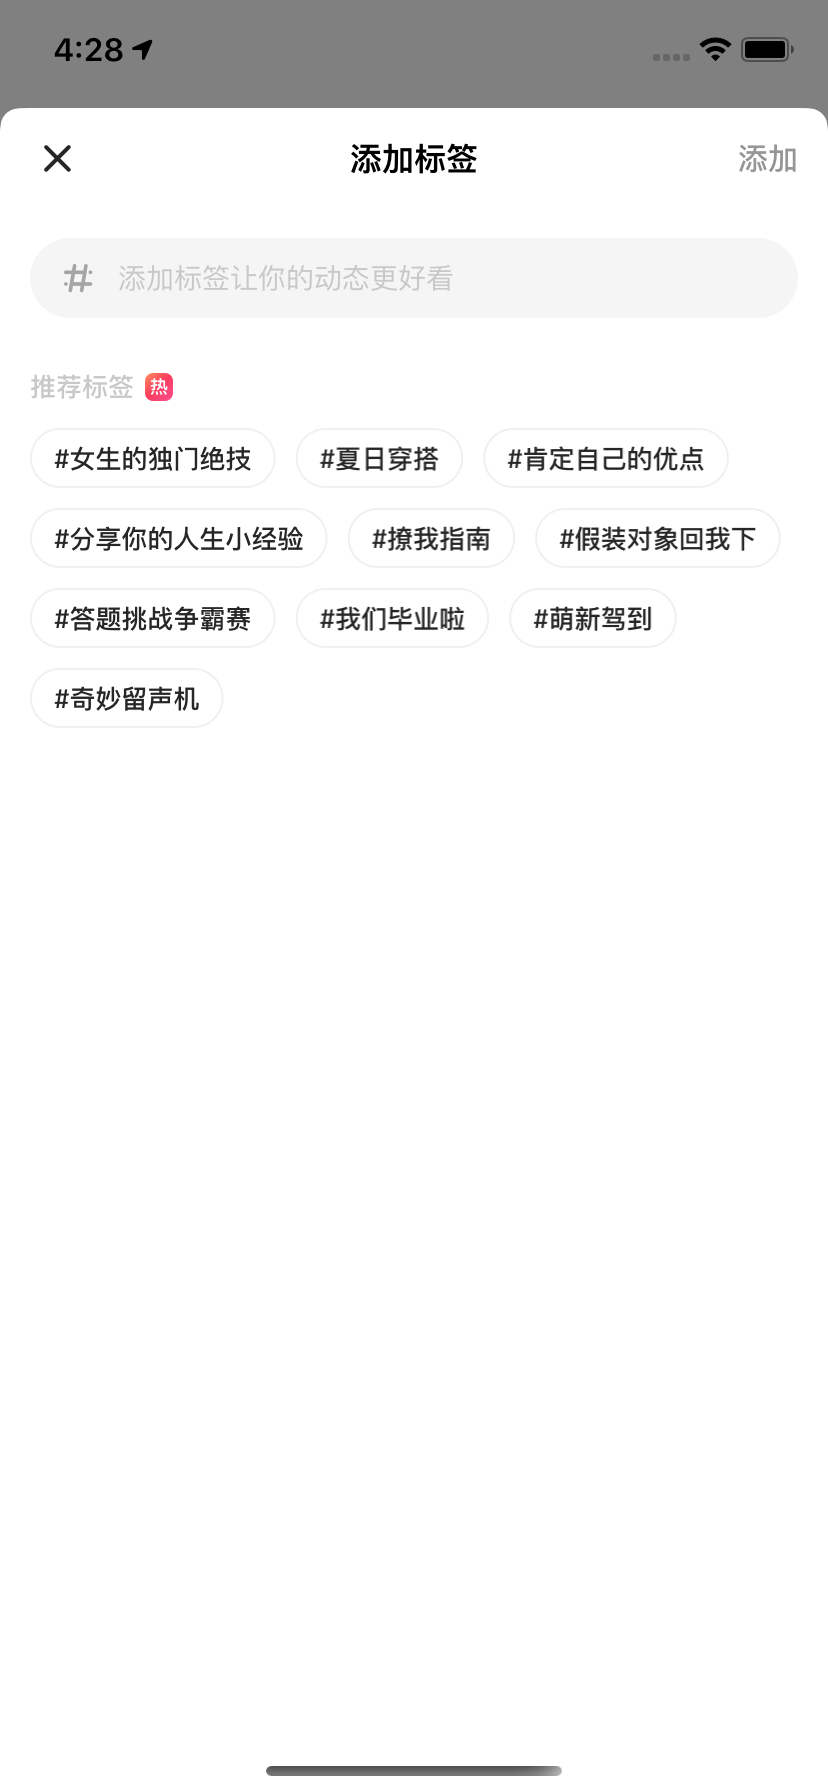 4:28
添加标签
添加
# 添加标签让你的动态更好看
推荐标签 热
#女生的独门绝技 #夏日穿搭 #肯定自己的优点
#分享你的人生小经验 #撩我指南 #假装对象回我下
#答题挑战争霸赛 #我们毕业啦 #萌新驾到
#奇妙留声机